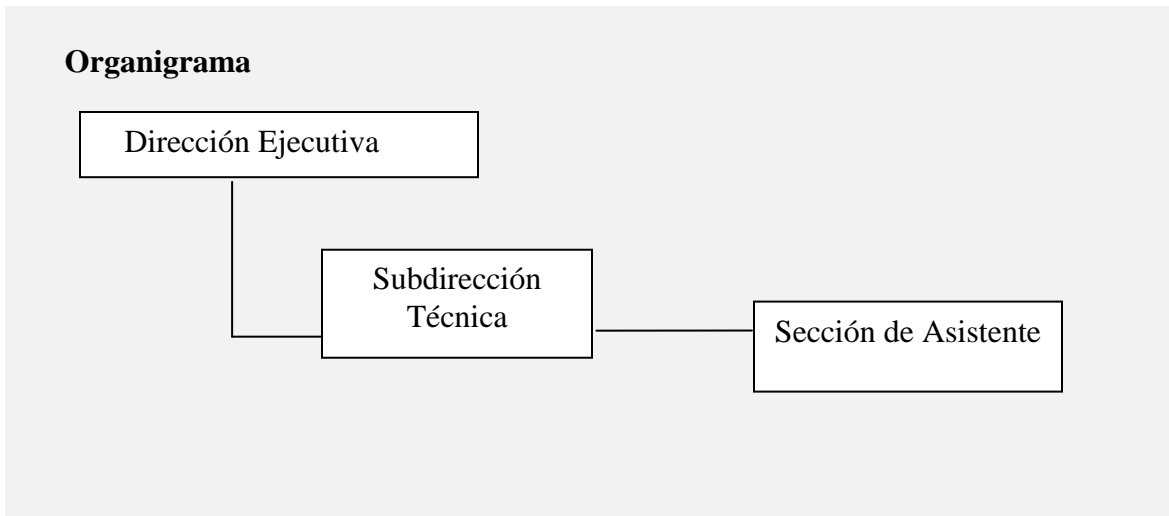 Organigrama
Dirección Ejecutiva
Subdirección
Técnica
Sección de Asistente